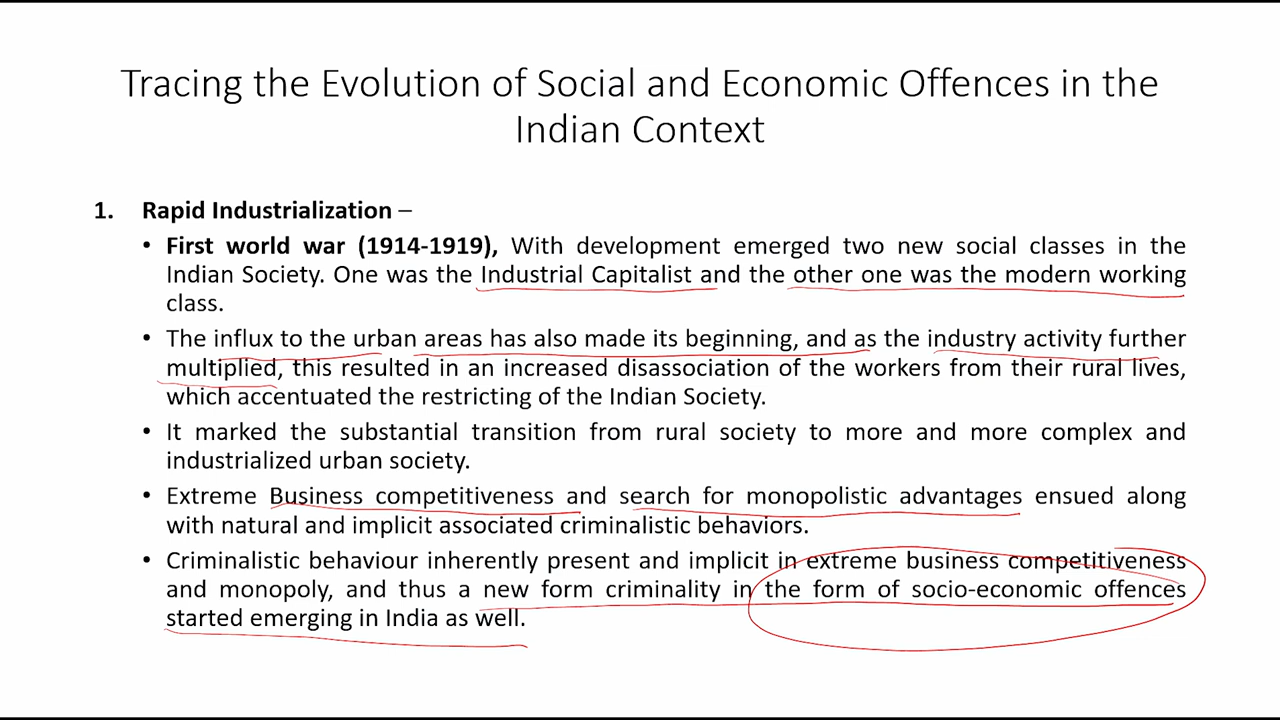 Tracing the Evolution of Social and Economic Offences in the
Indian Context
1. Rapid Industrialization –
• First world war (1914-1919), With development emerged two new social classes in the
Indian Society. One was the Industrial Capitalist and the other one was the modern working
class.
• The influx to the urban areas has also made its beginning, and as the industry activity further
multiplied, this resulted in an increased disassociation of the workers from their rural lives,
which accentuated the restricting of the Indian Society.
• It marked the substantial transition from rural society to more and more complex and
industrialized urban society.
• Extreme Business competitiveness and search for monopolistic advantages ensued along
with natural and implicit associated criminalistic behaviors.
• Criminalistic behaviour inherently present and implicit in extreme business competitiveness
and monopoly, and thus a new form criminality in the form of socio-economic offences
started emerging in India as well.